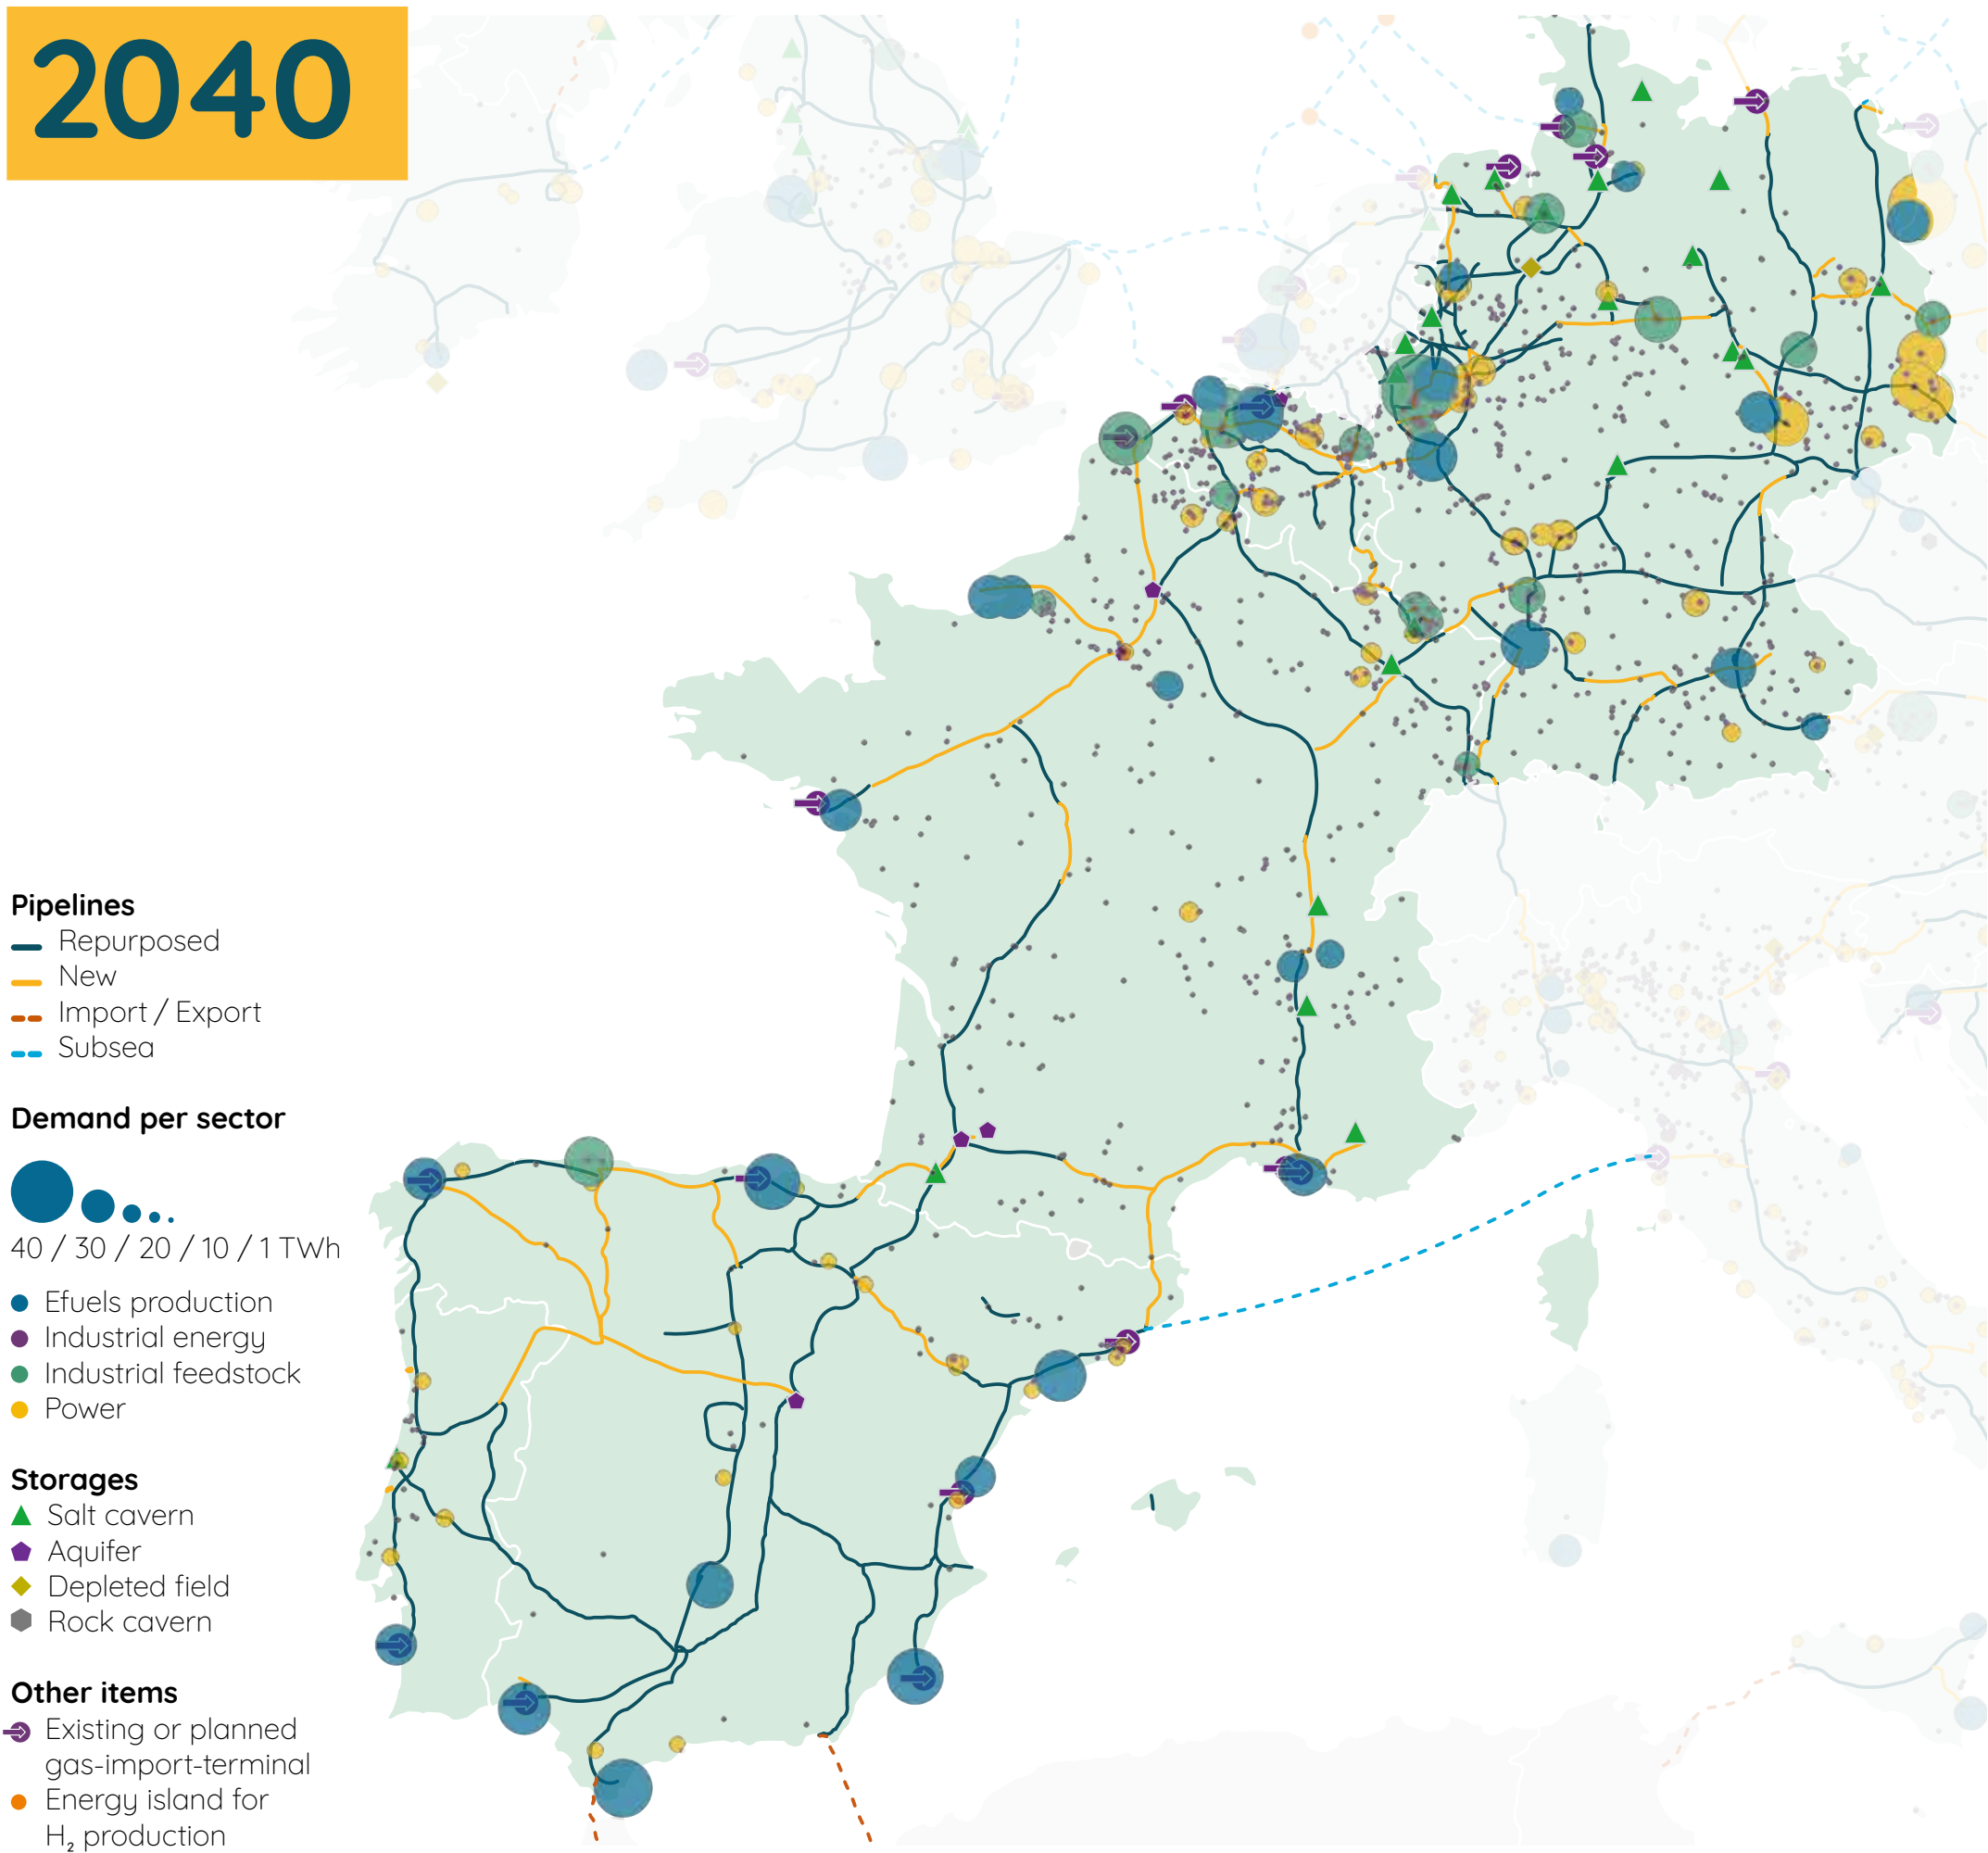 2040
Pipelines
Repurposed
New
Import / Export
Subsea
Demand per sector
40 / 30 / 20 / 10 / 1 TWh
Efuels production
Industrial energy
Industrial feedstock
Power
Storages
Salt cavern
Aquifer
Depleted field
Rock cavern
Other items
Existing or planned
gas-import-terminal
Energy island for
H₂ production